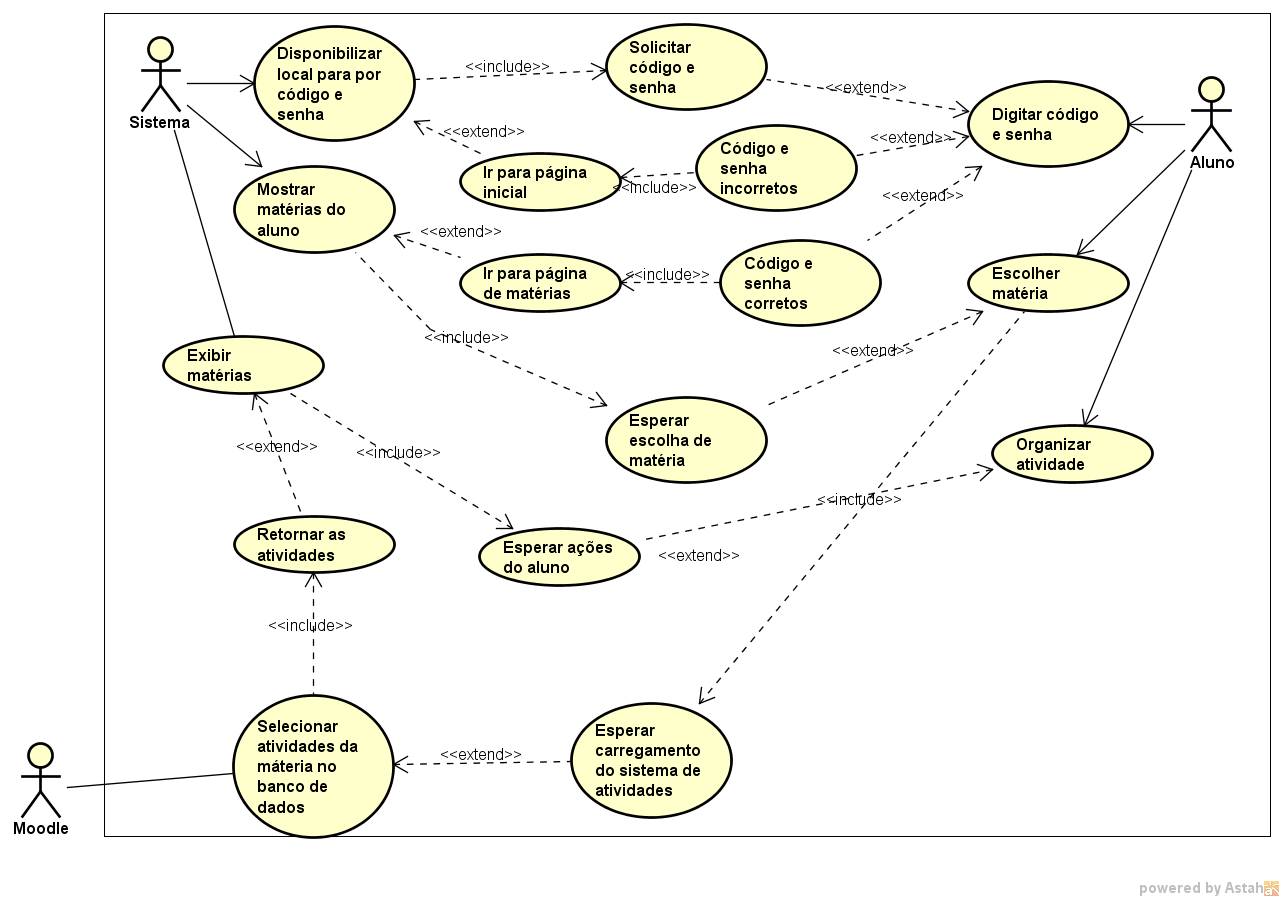 Disponibilizar
local para por
código e
senha
<<include>>
Solicitar
código e
senha
<<extend>>
Digitar código
e senha
Sistema
Aluno
<<extend>>
Ir para página
inicial
<<include>>
Código e
senha
incorretos
<<extend>>
Mostrar
matérias do
aluno
<<extend>>
Ir para página
de matérias
<<include>>
Código e
senha
corretos
<<extend>>
Escolher
matéria
<<include>>
<<extend>>
Exibir
matérias
Esperar
escolha de
matéria
Organizar
atividade
<<extend>>
<<include>>
<<include>>
Retornar as
atividades
Esperar ações
do aluno
<<extend>>
<<include>>
Selecionar
atividades da
máteria no
banco de
dados
<<extend>>
Esperar
carregamento
do sistema de
atividades
Moodle
powered by Astah